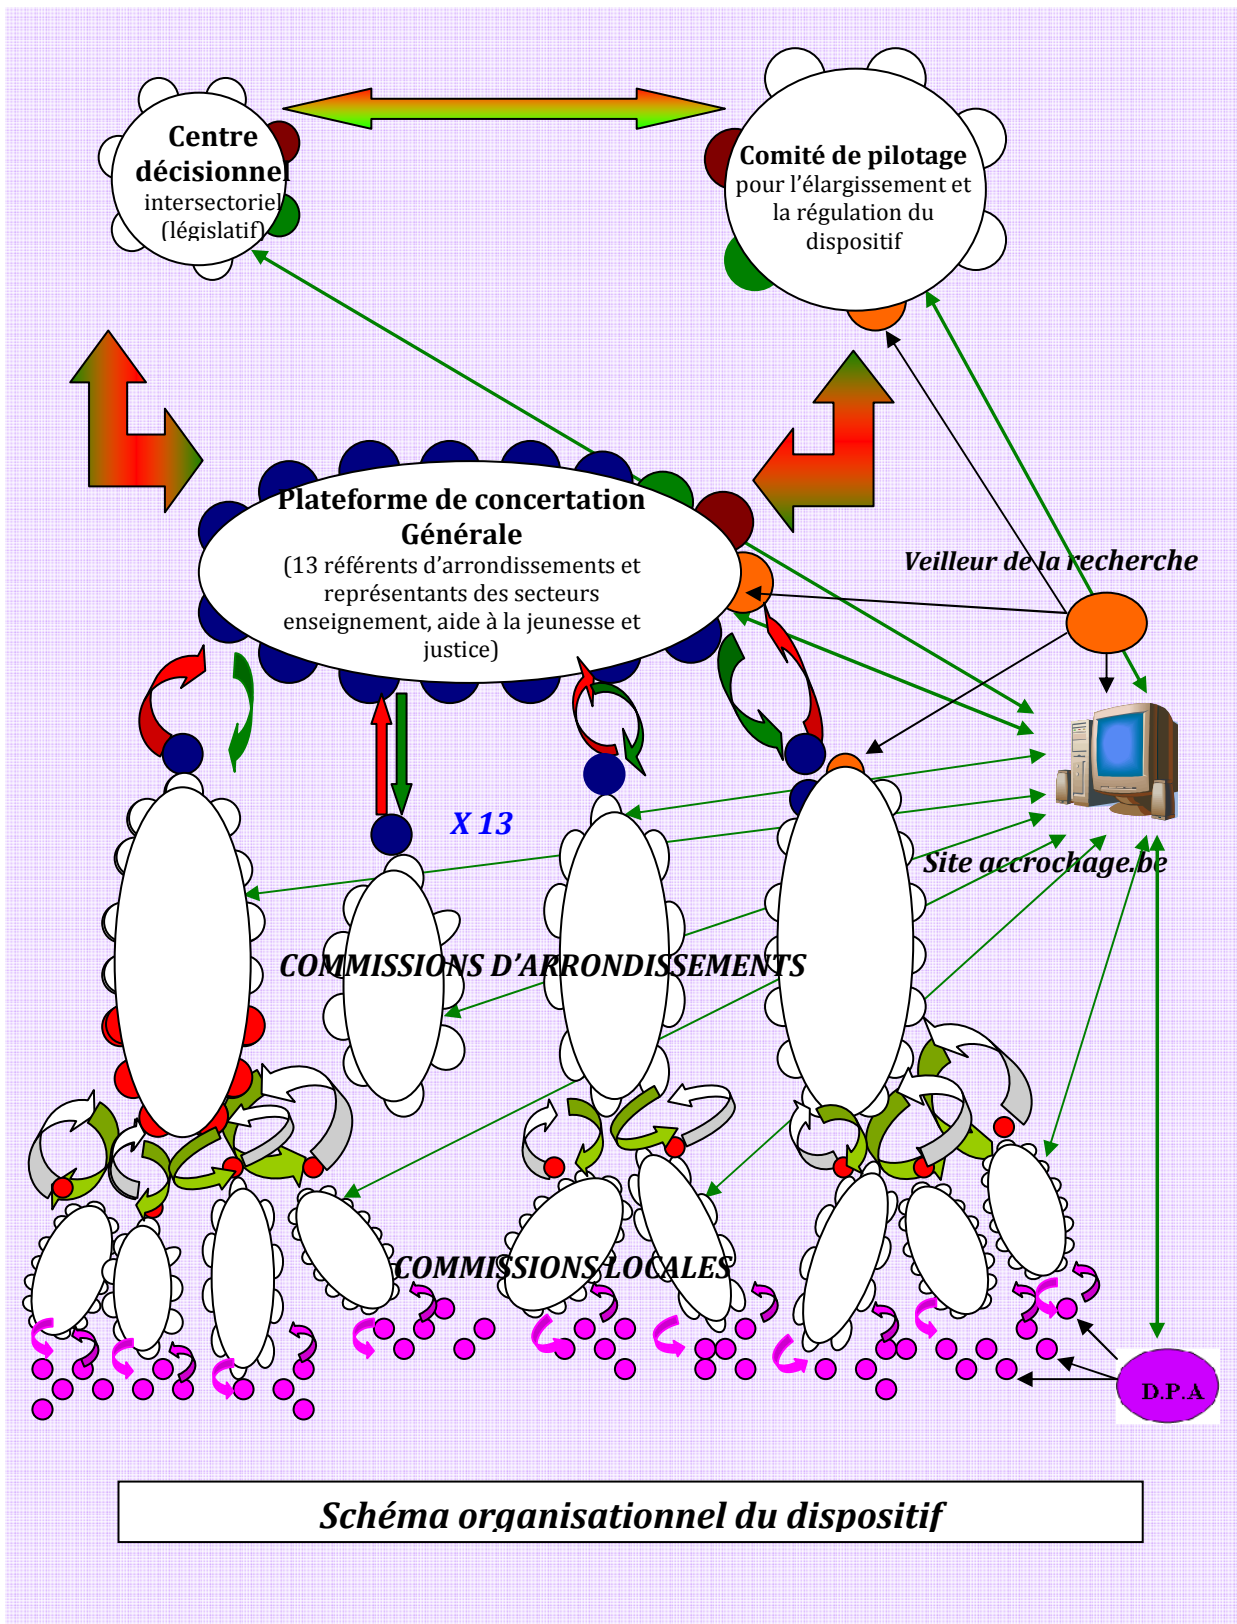 Centre
décisionnel
intersectoriel
(législatif)
Comité de pilotage
pour l'élargissement et
la régulation du
dispositif
Plateforme de concertation
Générale
(13 référents d'arrondissements et
représentants des secteurs
enseignement, aide à la jeunesse et
justice)
Veilleur de la recherche
X 13
Site accrochage.be
COMMISSIONS D'ARRONDISSEMENTS
COMMISSIONS LOCALES
D.P.A
Schéma organisationnel du dispositif